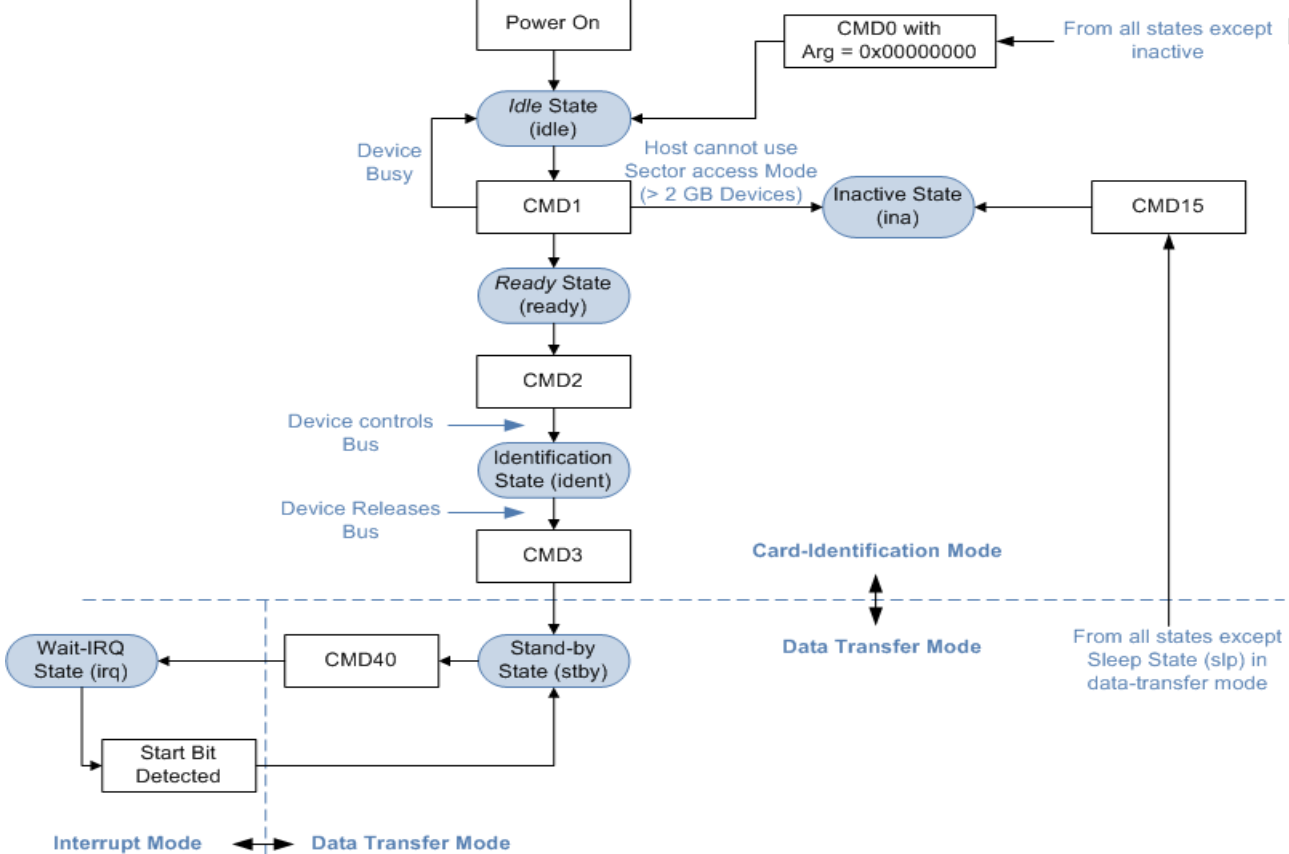 Power On
CMD0 with
Arg = 0x00000000
From all states except
inactive
Idle State
(idle)
Device
Busy
Host cannot use
Sector access Mode
(> 2 GB Devices)
CMD1
Inactive State
(ina)
CMD15
Ready State
(ready)
CMD2
Device controls
Bus
Identification
State (ident)
Device Releases
Bus
CMD3
Card-Identification Mode
Data Transfer Mode
Wait-IRQ
State (irq)
CMD40
Stand-by
State (stby)
From all states except
Sleep State (slp) in
data-transfer mode
Start Bit
Detected
Interrupt Mode
Data Transfer Mode